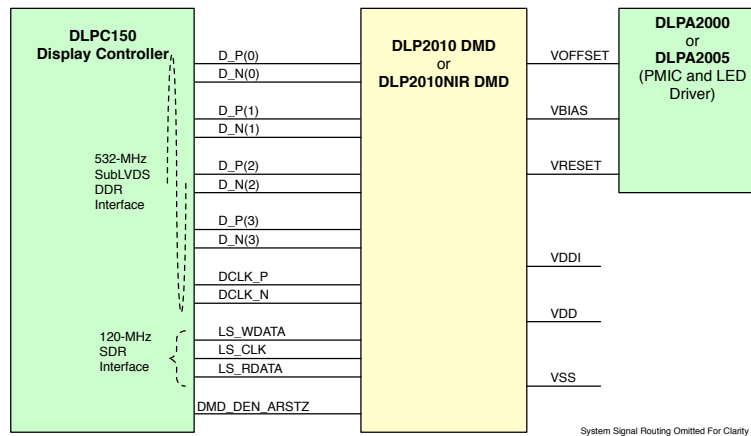 DLPC150
Display Controller
532-MHz
SubLVDS
DDR
Interface
120-MHz
SDR
Interface
D_P(0)
D_N(0)
D_P(1)
D_N(1)
D_P(2)
D_N(2)
D_P(3)
D_N(3)
DCLK_P
DCLK_N
LS_WDATA
LS_CLK
LS_RDATA
DMD_DEN_ARSTZ
DLP2010 DMD
or
DLP2010NIR DMD
VOFFSET
VBIAS
VRESET
VDDI
VDD
VSS
DLPA2000
or
DLPA2005
(PMIC and LED
Driver)
System Signal Routing Omitted For Clarity